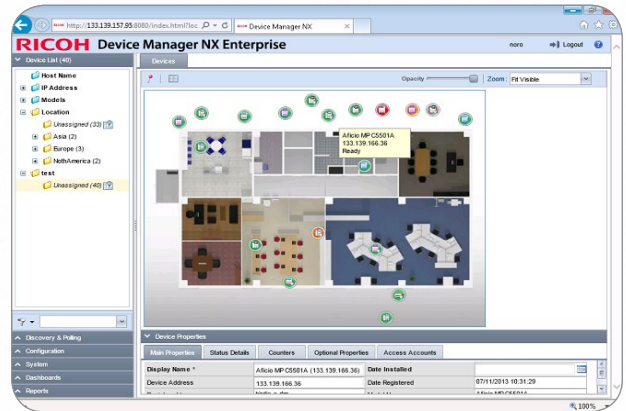 http://133.139.157.95:8080/index.html?loc
Device Manager NX
RICOH Device Manager NX Enterprise
noro
Logout
Device List (40)
Devices
Host Name
IP Address
Models
Location
Unassigned (33)
Asia (2)
Europe (3)
NothAmerica (2)
test
Unassigned (40)
Opacity
Zoom: Fit Visible
Aficio MP C5501A
133.139.166.36
Ready
Discovery & Polling
Configuration
System
Dashboards
Reports
Device Properties
Main Properties
Status Details
Counters
Optional Properties
Access Accounts
Display Name *
Aficio MP C5501A (133.139.166.36)
Date Installed
Device Address
133.139.166.36
Date Registered
07/11/2013 10:31:29
100%